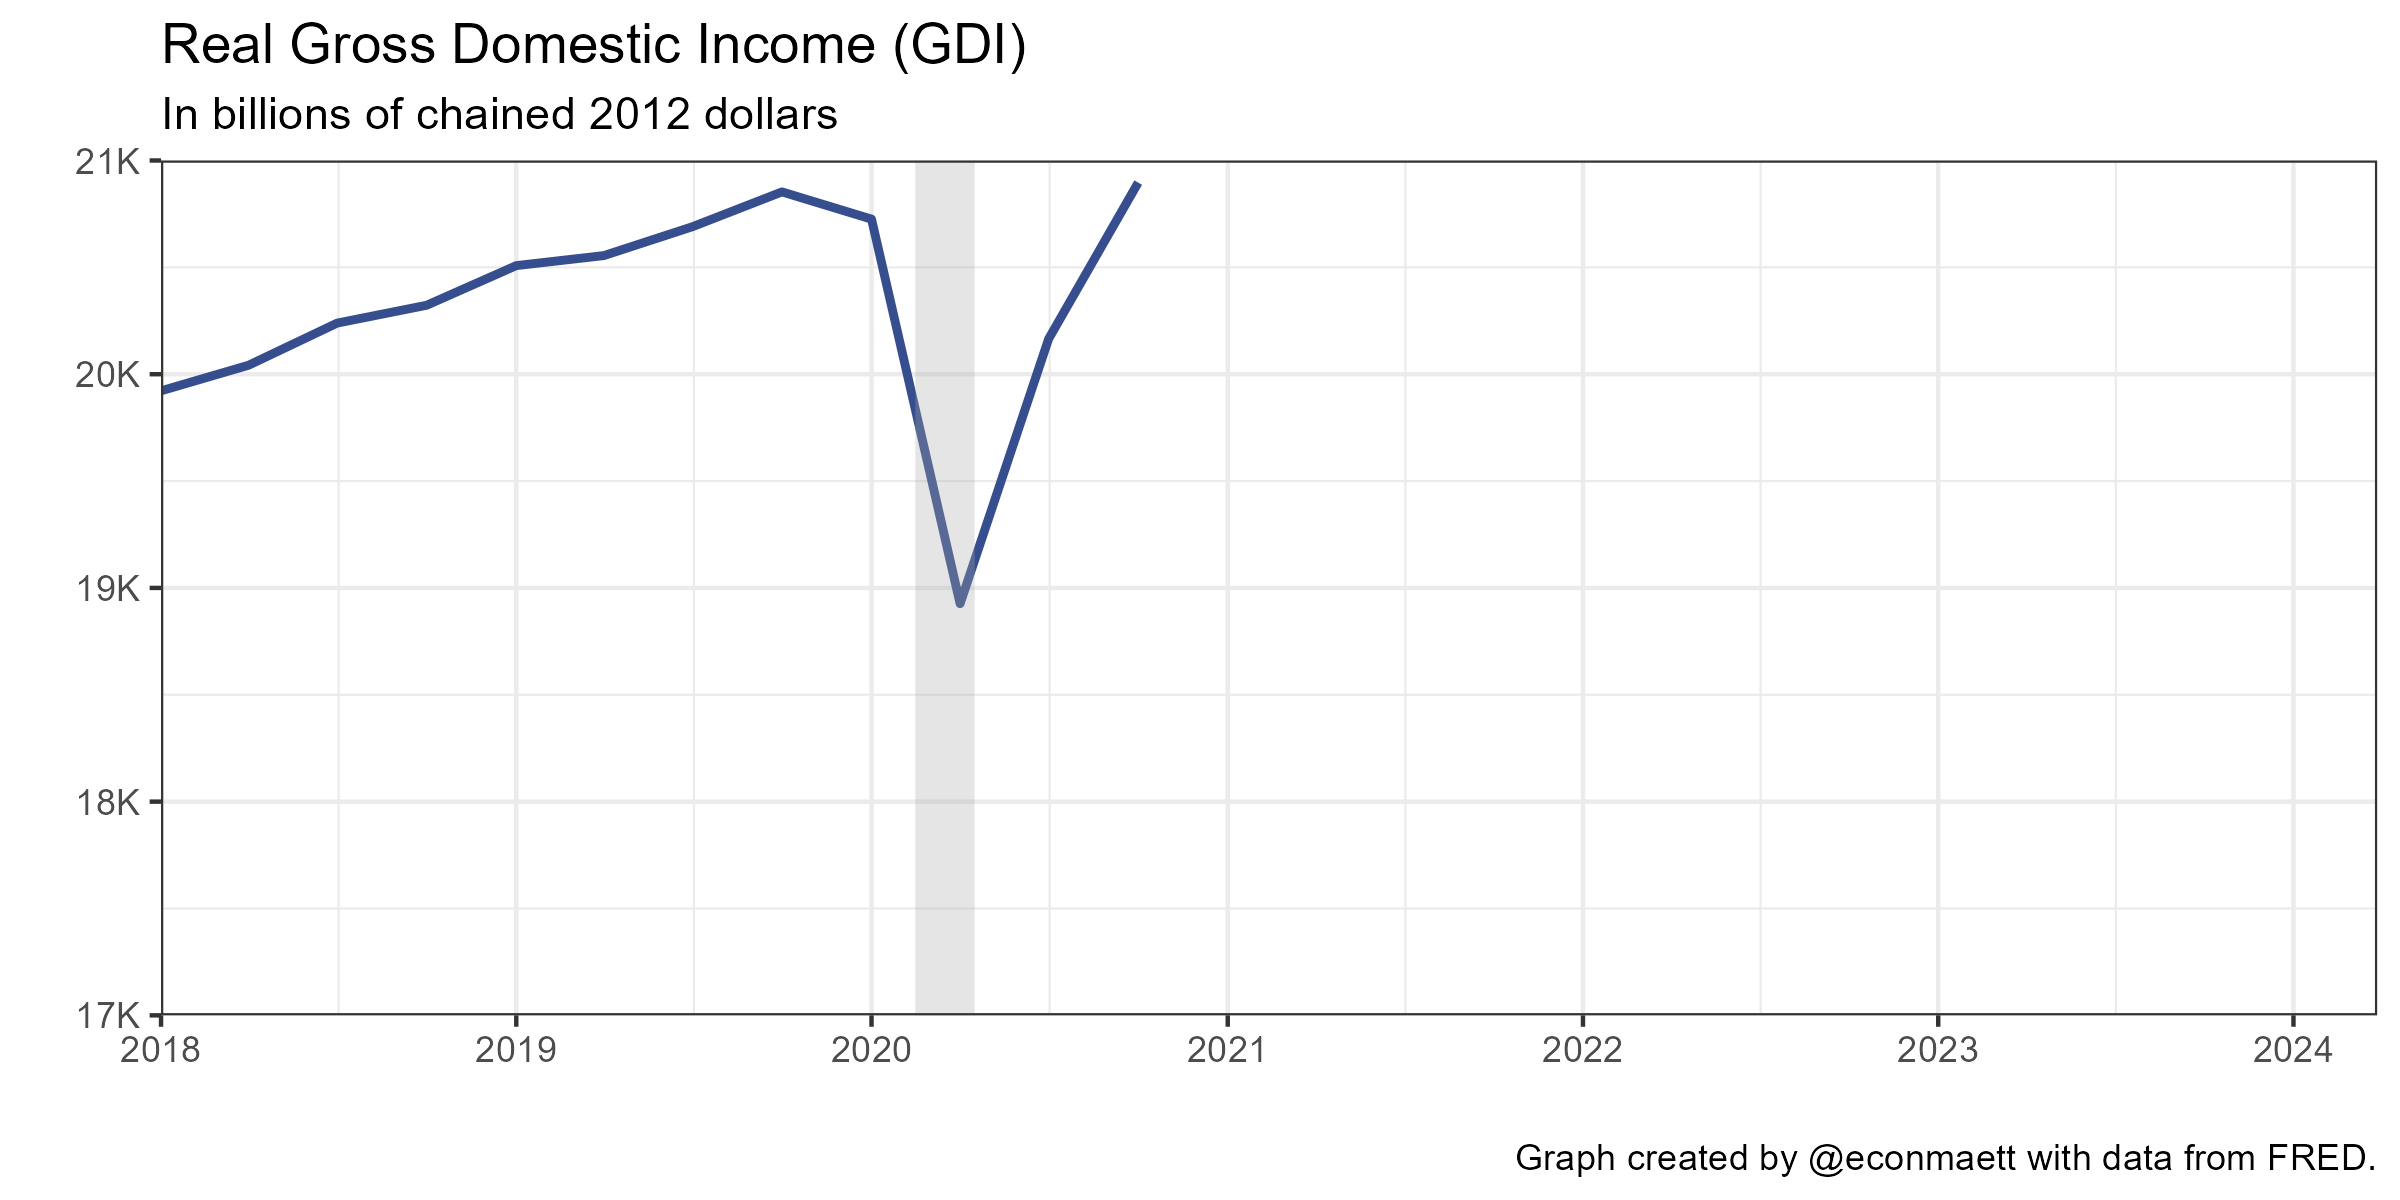 Real Gross Domestic Income (GDI)
In billions of chained 2012 dollars
21K
20K
19K
18K
17K
2018 2019 2020 2021 2022 2023 2024
Graph created by @econmaett with data from FRED.